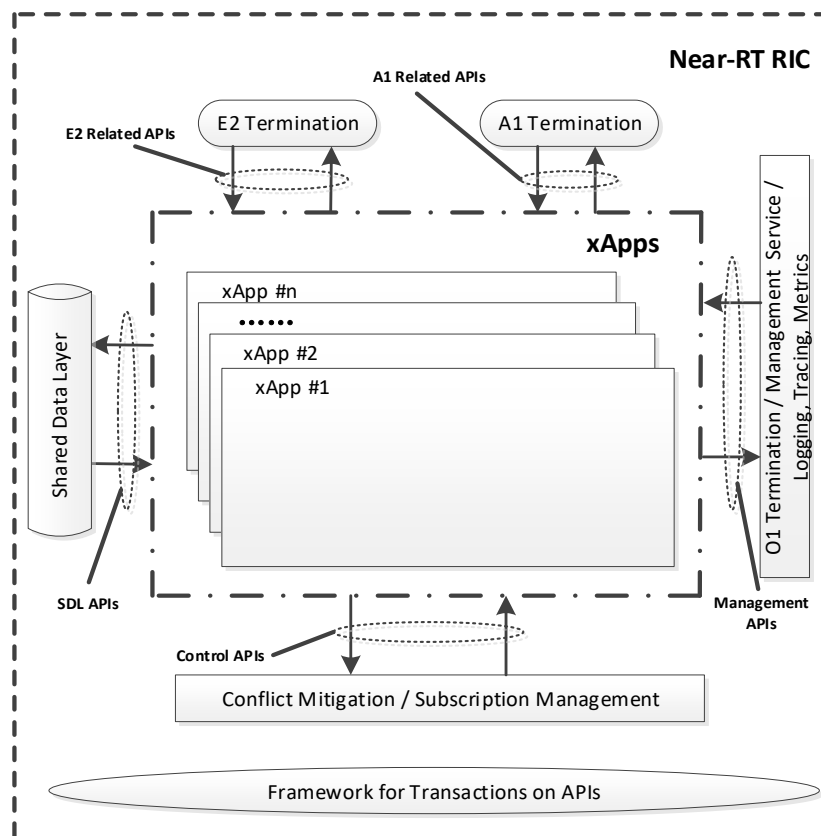 Near-RT RIC
A1 Related APIs
E2 Related APIs
E2 Termination
A1 Termination
xApps
xApp #n
......
xApp #2
xApp #1
Shared Data Layer
O1 Termination / Management Service /
Logging, Tracing, Metrics
SDL APIs
Management
APIs
Control APIs
Conflict Mitigation / Subscription Management
Framework for Transactions on APIs